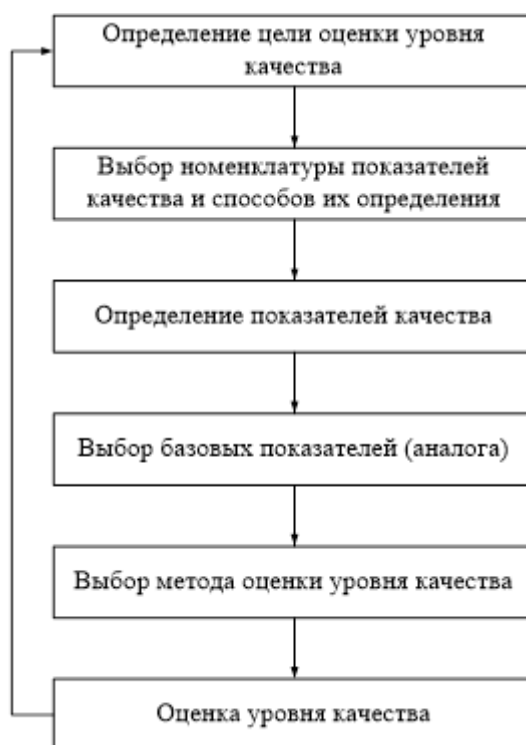 Определение цели оценки уровня
качества
Выбор номенклатуры показателей
качества и способов их определения
Определение показателей качества
Выбор базовых показателей (аналога)
Выбор метода оценки уровня качества
Оценка уровня качества